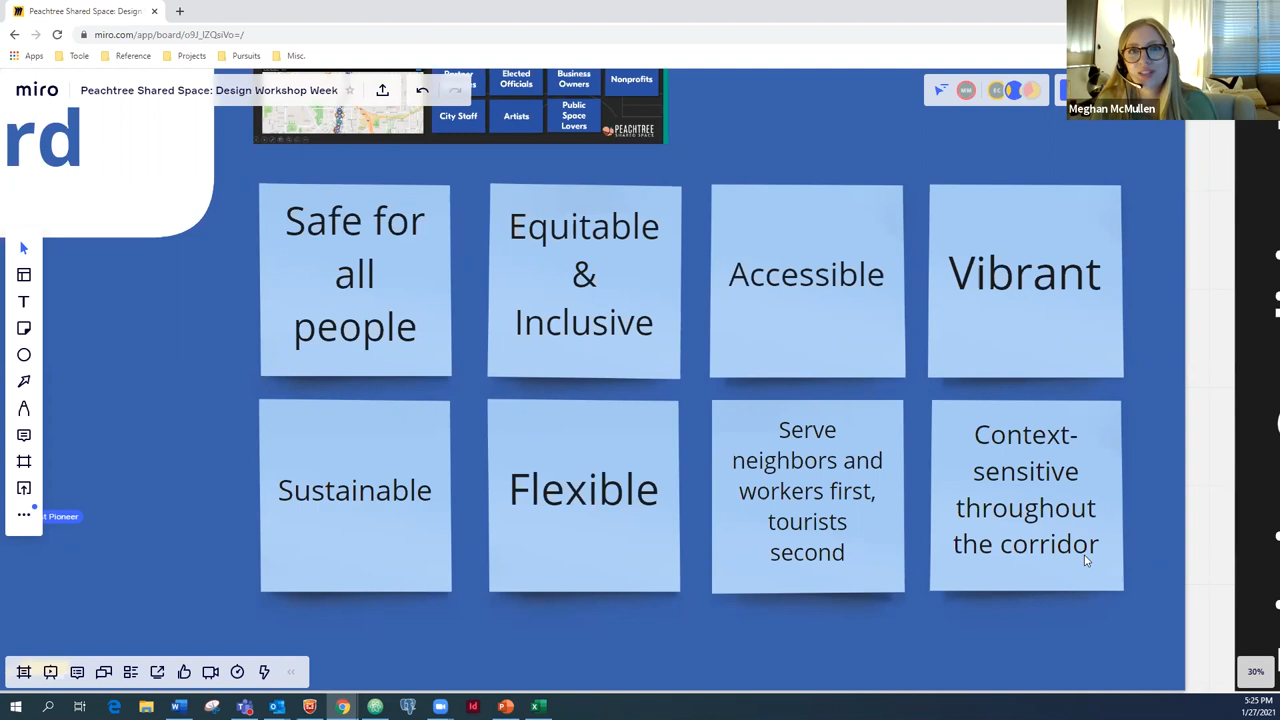 Peachtree Shared Space: Design
miro.com/app/board/o9J_lZQsiVo=/
Apps
Tools
Reference
Projects
Pursuits
Misc.
miro
Peachtree Shared Space: Design Workshop Week
Elected
Officials
Business
Owners
Nonprofits
City Staff
Artists
Public
Space
Lovers
PEACHTREE
SHARED SPACE
MM
EC
Meghan McMullen
rd
Safe for
all
people
Equitable
&
Inclusive
Accessible
Vibrant
Sustainable
Flexible
Serve
neighbors and
workers first,
tourists
second
Context-
sensitive
throughout
the corridor
t Pioneer
30%
5:25 PM
1/27/2021